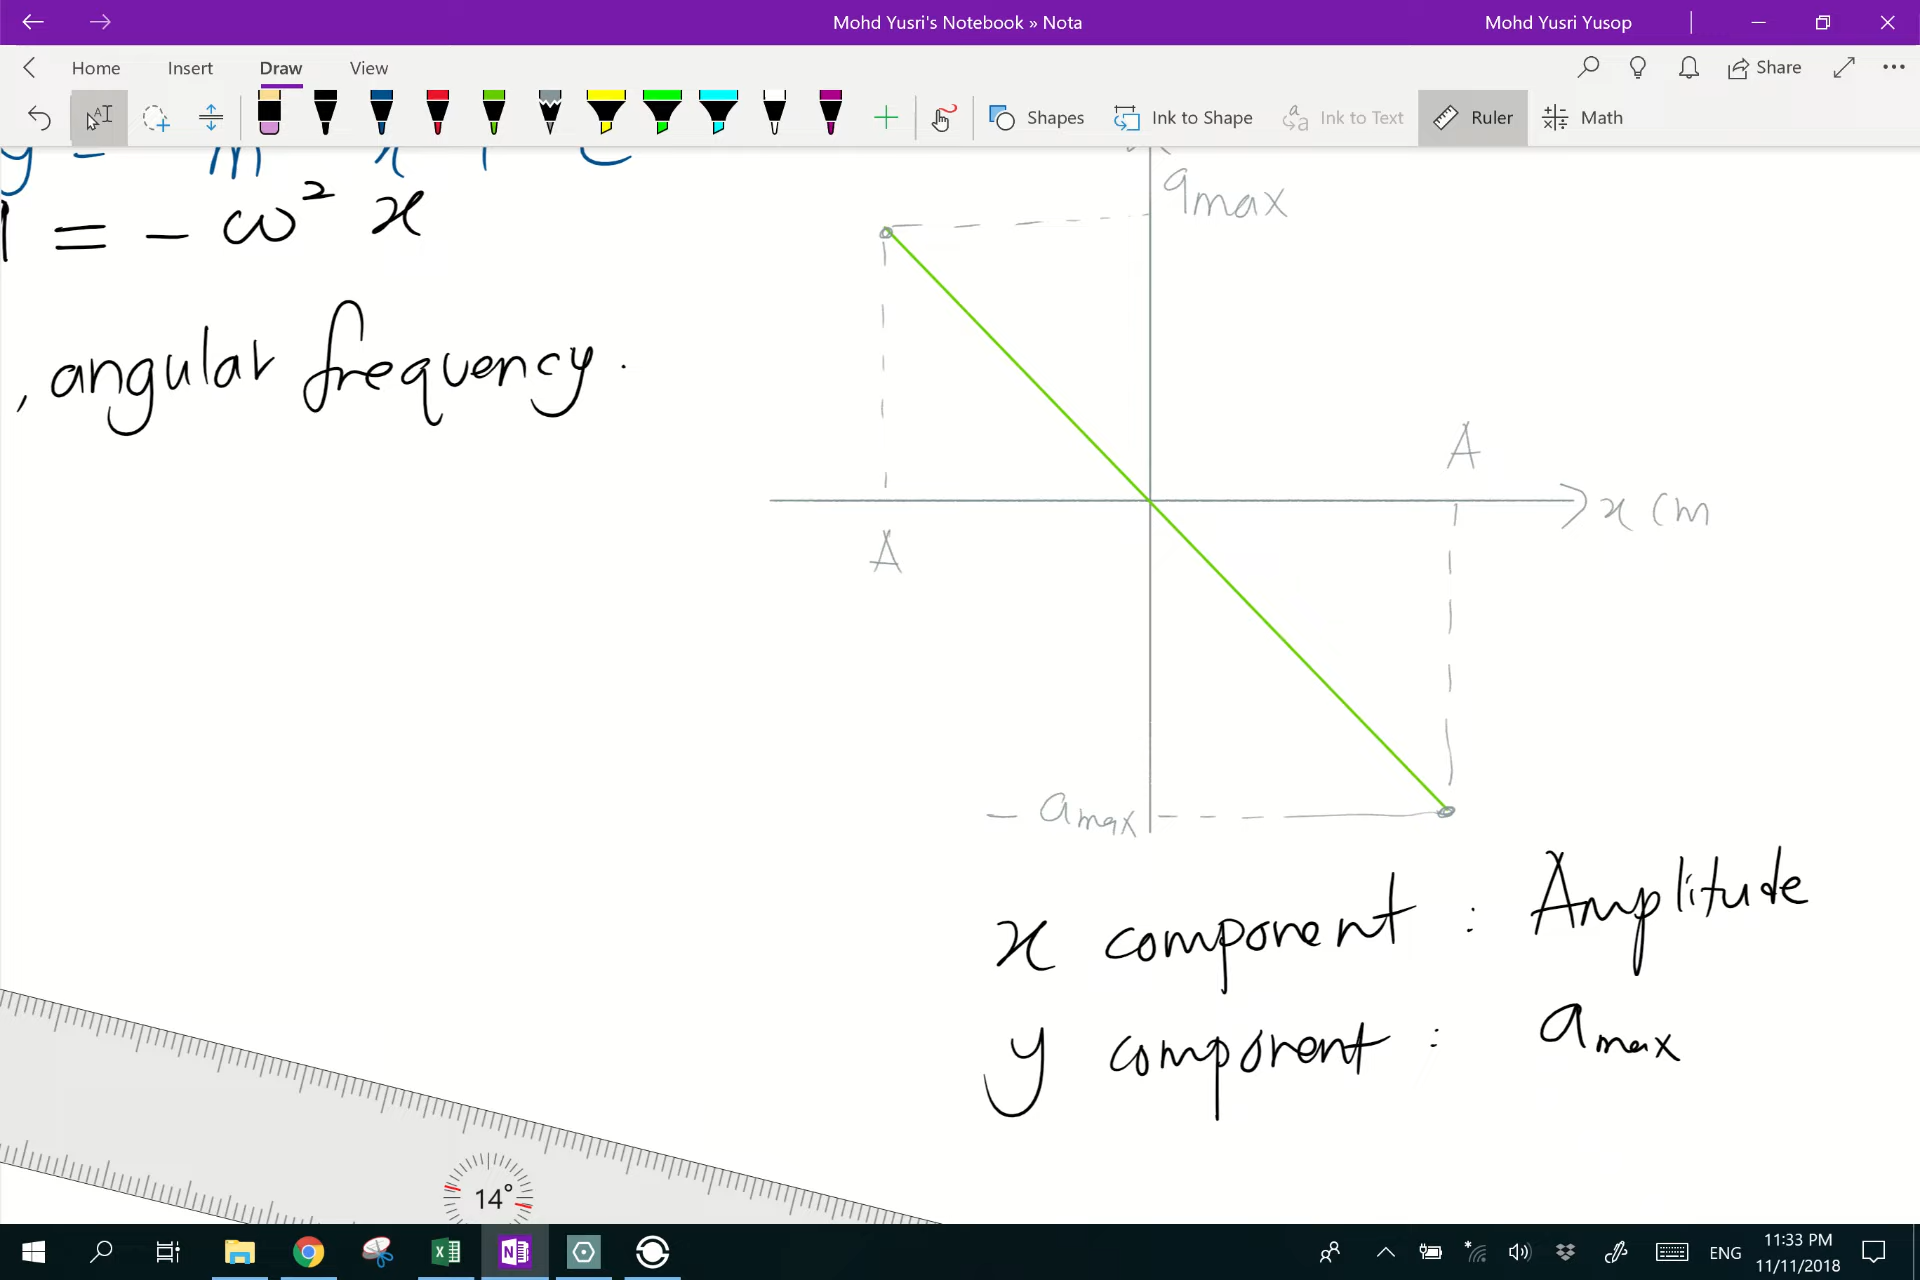 Mohd Yusri's Notebook » Nota
Mohd Yusri Yusop
Home Insert Draw View
Share
Shapes Ink to Shape Ink to Text Ruler Math
y = m x + c
= - ω² x
, angular frequency.
amax
A
x (m
A
- amax
x component : Amplitude
y component : amax
14°
ENG
11:33 PM
11/11/2018